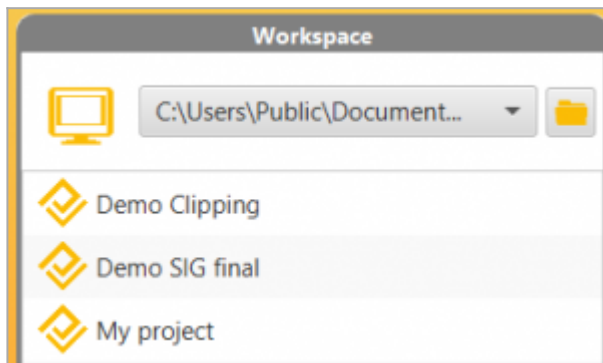 Workspace
C:\Users\Public\Document...
Demo Clipping
Demo SIG final
My project